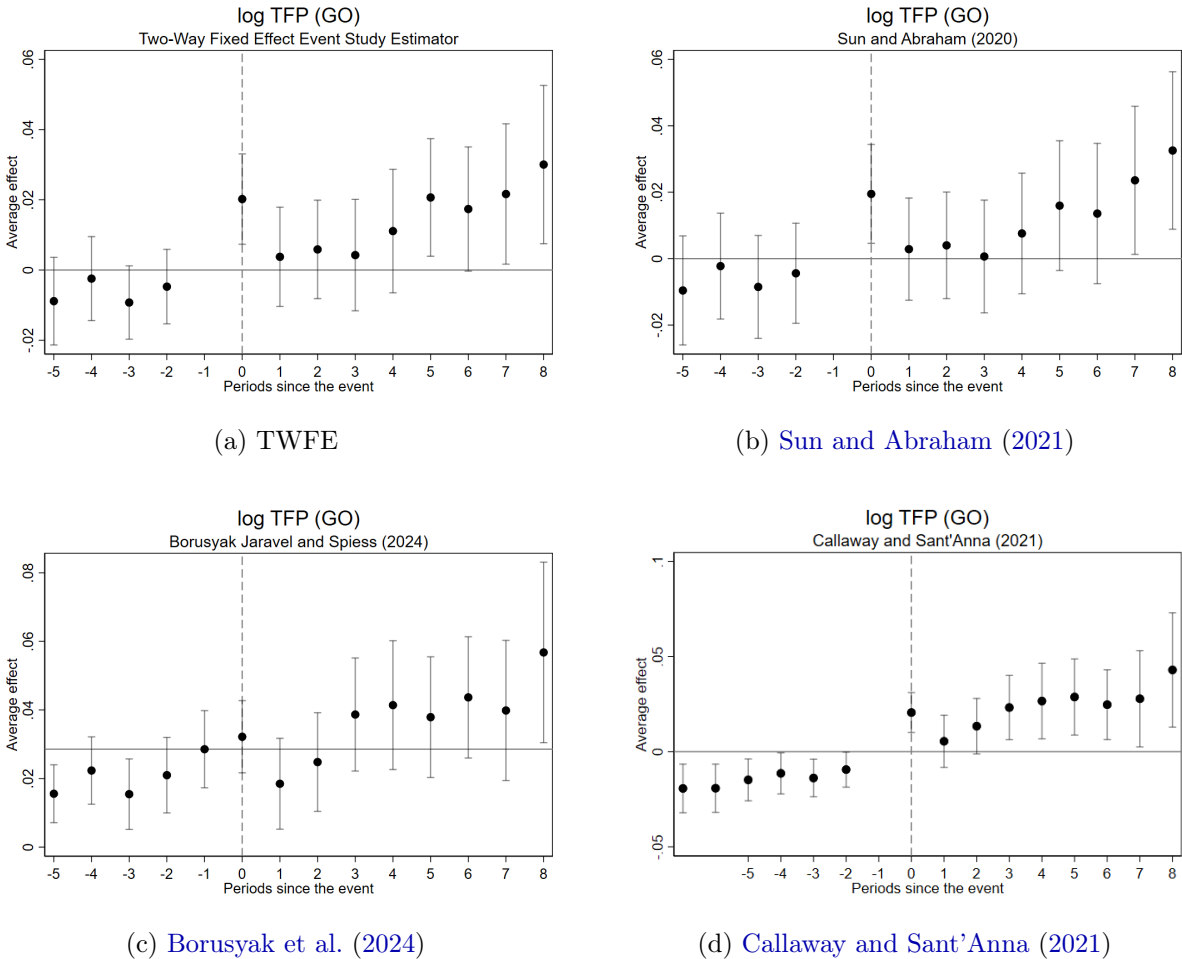 log TFP (GO)
Two-Way Fixed Effect Event Study Estimator
Average effect
.06
.04
.02
0
-.02
-5 -4 -3 -2 -1 0 1 2 3 4 5 6 7 8
Periods since the event
(a) TWFE
log TFP (GO)
Sun and Abraham (2020)
Average effect
.06
.04
.02
0
-.02
-5 -4 -3 -2 -1 0 1 2 3 4 5 6 7 8
Periods since the event
(b) Sun and Abraham (2021)
log TFP (GO)
Borusyak Jaravel and Spiess (2024)
Average effect
.08
.06
.04
.02
0
-5 -4 -3 -2 -1 0 1 2 3 4 5 6 7 8
Periods since the event
(c) Borusyak et al. (2024)
log TFP (GO)
Callaway and Sant'Anna (2021)
Average effect
.1
.05
0
-.05
-5 -4 -3 -2 -1 0 1 2 3 4 5 6 7 8
Periods since the event
(d) Callaway and Sant'Anna (2021)